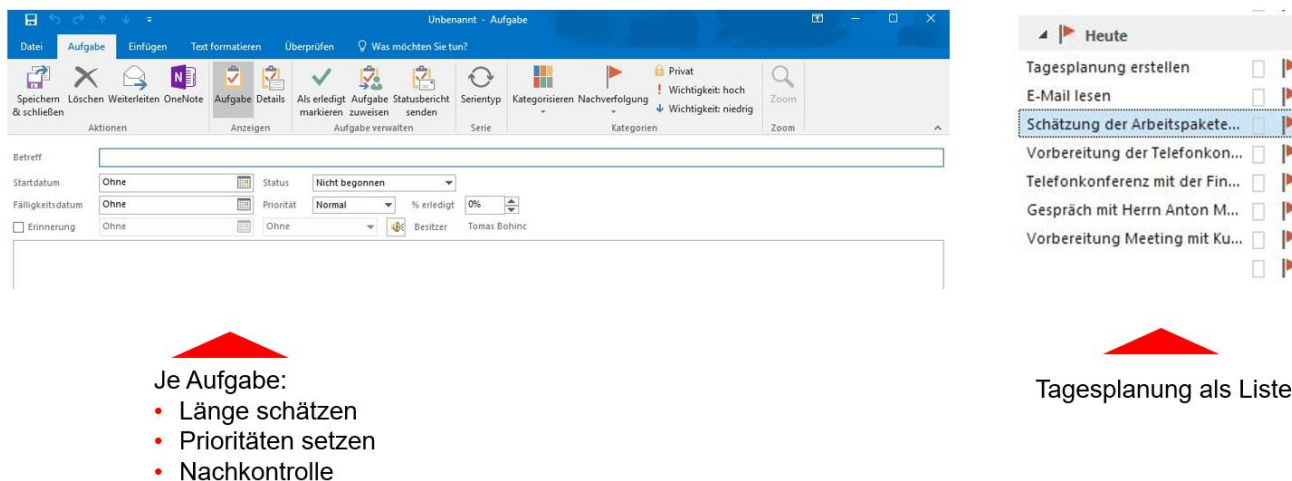 Unbenannt - Aufgabe
Datei Aufgabe Einfügen Text formatieren Überprüfen Was möchten Sie tun?
Speichern & schließen
Löschen
Weiterleiten
OneNote
Aufgabe
Details
Als erledigt markieren
Aufgabe zuweisen
Statusbericht senden
Serientyp
Kategorisieren
Nachverfolgung
Privat
Wichtigkeit: hoch
Wichtigkeit: niedrig
Zoom
Aktionen Anzeigen Aufgabe verwalten Serie Kategorien Zoom
Betreff
Startdatum Ohne Status Nicht begonnen
Fälligkeitsdatum Ohne Priorität Normal % erledigt 0%
Erinnerung Ohne Ohne Besitzer Tomas Bohinc
Heute
Tagesplanung erstellen
E-Mail lesen
Schätzung der Arbeitspakete...
Vorbereitung der Telefonkon...
Telefonkonferenz mit der Fin...
Gespräch mit Herrn Anton M...
Vorbereitung Meeting mit Ku...
Je Aufgabe:
• Länge schätzen
• Prioritäten setzen
• Nachkontrolle
Tagesplanung als Liste